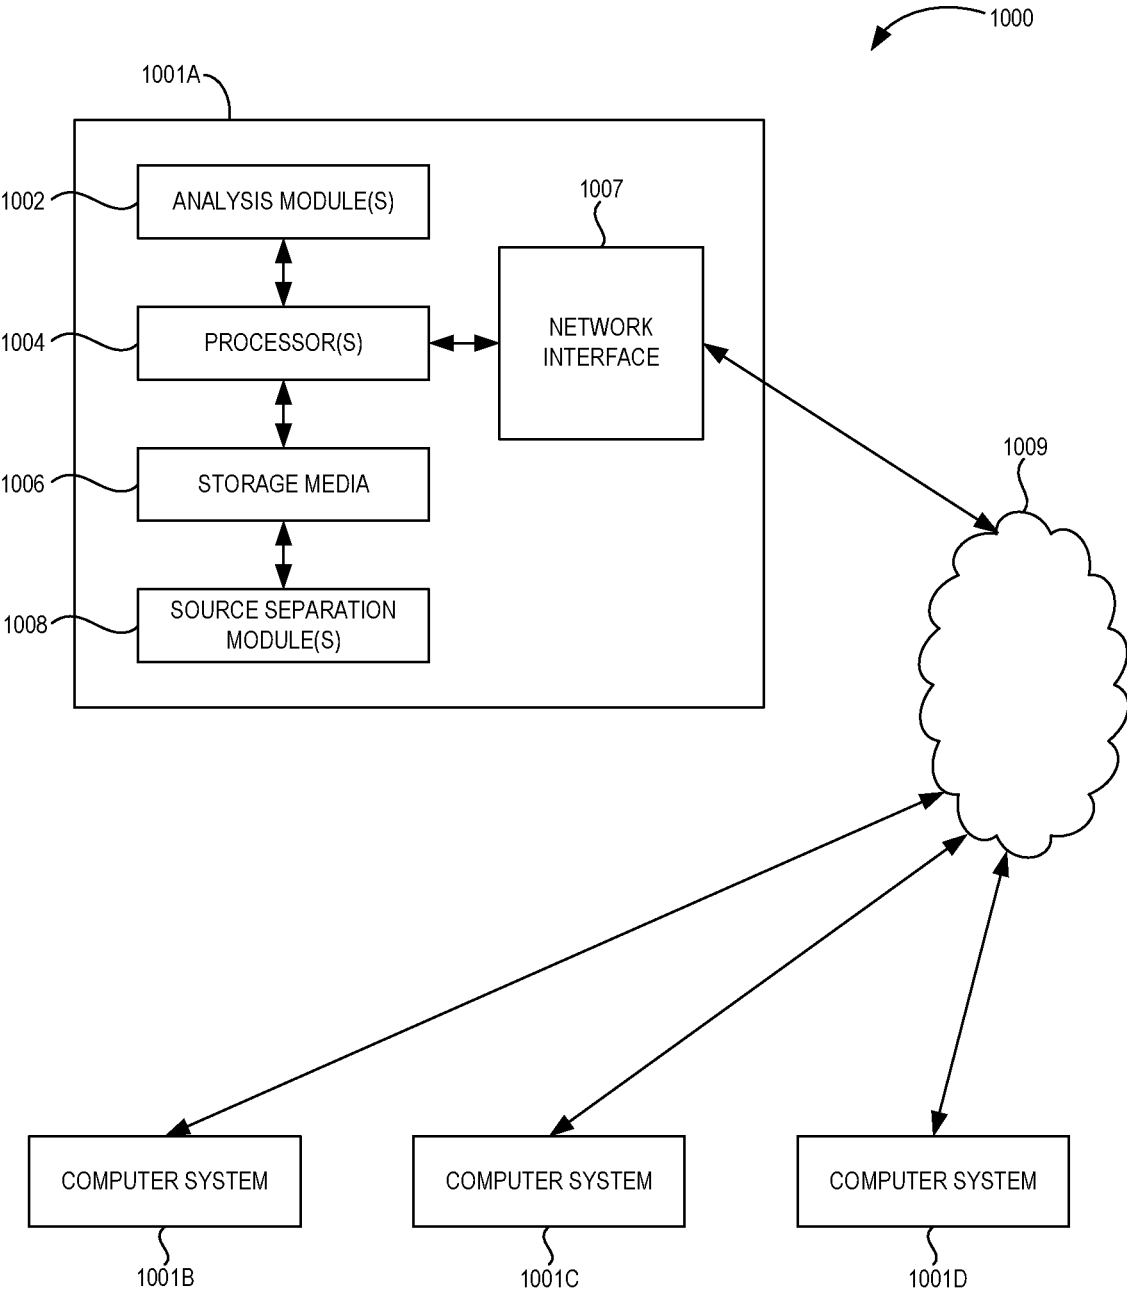 1000
1001A
1002
ANALYSIS MODULE(S)
1007
1004
PROCESSOR(S)
NETWORK
INTERFACE
1009
1006
STORAGE MEDIA
1008
SOURCE SEPARATION
MODULE(S)
COMPUTER SYSTEM
COMPUTER SYSTEM
COMPUTER SYSTEM
1001B
1001C
1001D